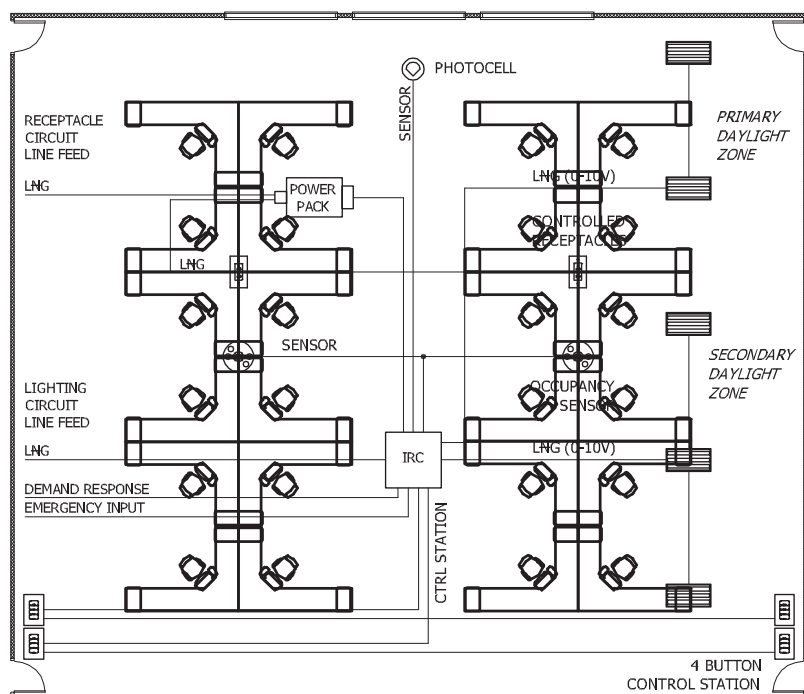 PHOTOCELL
SENSOR
RECEPTACLE
CIRCUIT
LINE FEED
PRIMARY
DAYLIGHT
ZONE
LNG
POWER
PACK
LNG (0-10V)
CONTROLLED
RECEPTACLES
LNG
SENSOR
SECONDARY
DAYLIGHT
ZONE
LIGHTING
CIRCUIT
LINE FEED
OCCUPANCY
SENSOR
LNG
IRC
LNG (0-10V)
DEMAND RESPONSE
EMERGENCY INPUT
CTRL STATION
4 BUTTON
CONTROL STATION